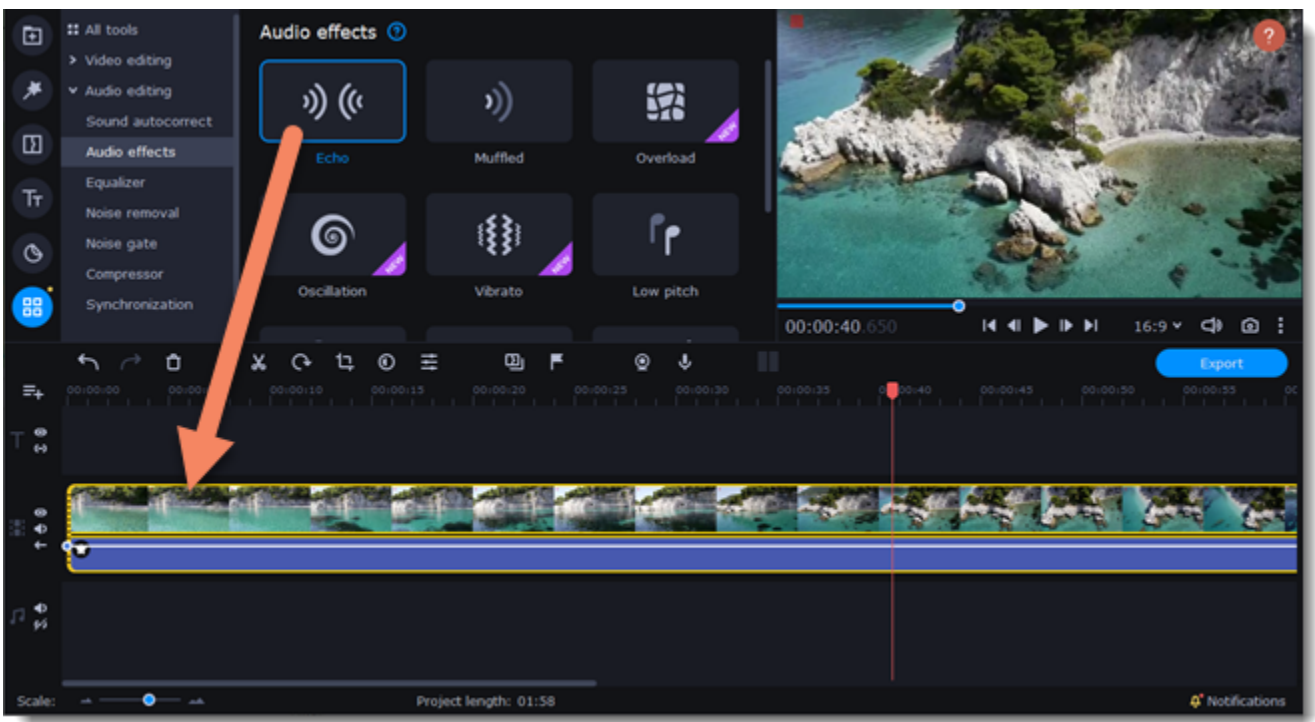 All tools
Video editing
Audio editing
Sound autocorrect
Audio effects
Equalizer
Noise removal
Noise gate
Compressor
Synchronization
Audio effects ?
Echo
Muffled
NEW
Overload
NEW
Oscillation
NEW
Vibrato
Low pitch
?
00:00:40.650
16:9
Export
00:00:00
00:00:10
00:00:15
00:00:20
00:00:25
00:00:30
00:00:35
00:00:45
00:00:50
00:00:55
Scale:
Project length: 01:58
Notifications